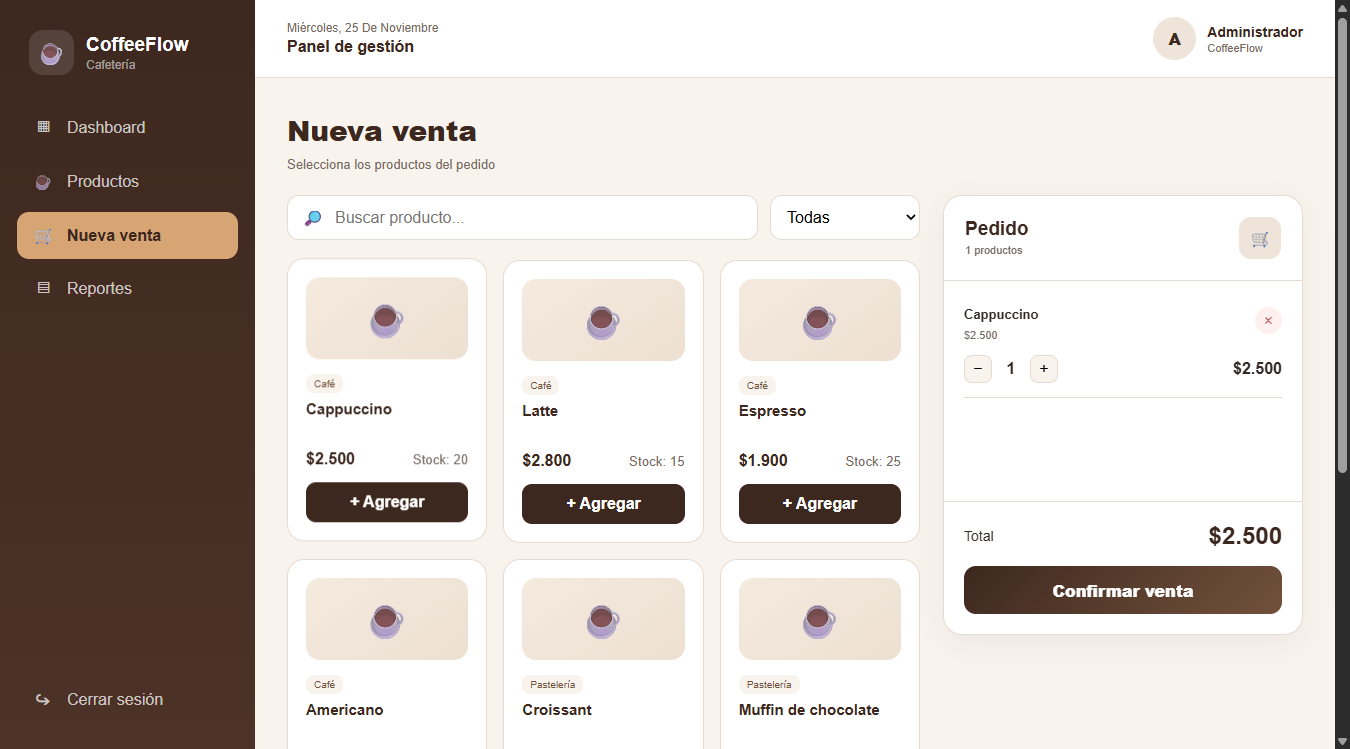 CoffeeFlow
Cafetería
Dashboard
Productos
Nueva venta
Reportes
Cerrar sesión
Miércoles, 25 De Noviembre
Panel de gestión
A
Administrador
CoffeeFlow
Nueva venta
Selecciona los productos del pedido
Buscar producto...
Todas
Café
Cappuccino
$2.500 Stock: 20
+ Agregar
Café
Latte
$2.800 Stock: 15
+ Agregar
Café
Espresso
$1.900 Stock: 25
+ Agregar
Café
Americano
Pastelería
Croissant
Pastelería
Muffin de chocolate
Pedido
1 productos
Cappuccino
$2.500
×
− 1 + $2.500
Total $2.500
Confirmar venta